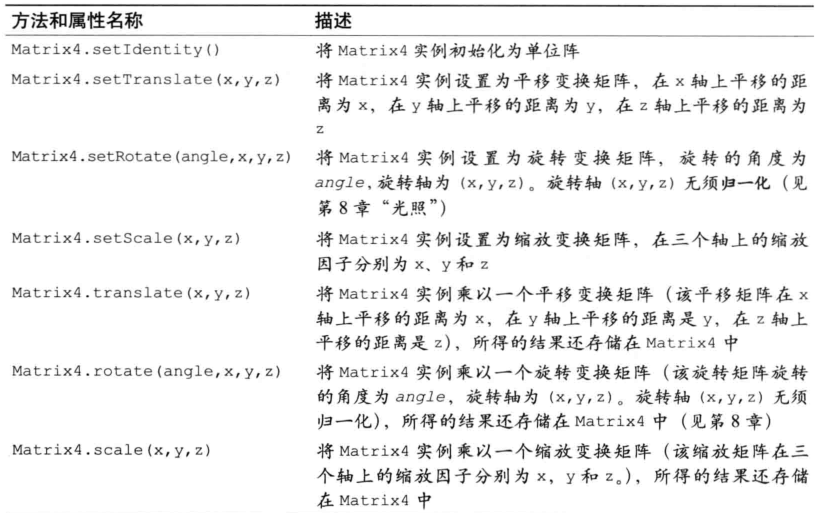 方法和属性名称 描述
Matrix4.setIdentity() 将 Matrix4 实例初始化为单位阵
Matrix4.setTranslate(x,y,z) 将 Matrix4 实例设置为平移变换矩阵，在 x 轴上平移的距
离为 x，在 y 轴上平移的距离为 y，在 z 轴上平移的距离为
z
Matrix4.setRotate(angle,x,y,z) 将 Matrix4 实例设置为旋转变换矩阵，旋转的角度为
angle，旋转轴为 (x,y,z)。旋转轴 (x,y,z) 无须归一化（见
第 8 章“光照”）
Matrix4.setScale(x,y,z) 将 Matrix4 实例设置为缩放变换矩阵，在三个轴上的缩放
因子分别为 x、y 和 z
Matrix4.translate(x,y,z) 将 Matrix4 实例乘以一个平移变换矩阵（该平移矩阵在 x
轴上平移的距离为 x，在 y 轴上平移的距离是 y，在 z 轴上
平移的距离是 z），所得的结果还存储在 Matrix4 中
Matrix4.rotate(angle,x,y,z) 将 Matrix4 实例乘以一个旋转变换矩阵（该旋转矩阵旋转
的角度为 angle，旋转轴为 (x,y,z)。旋转轴 (x,y,z) 无须
归一化），所得的结果还存储在 Matrix4 中（见第 8 章）
Matrix4.scale(x,y,z) 将 Matrix4 实例乘以一个缩放变换矩阵（该缩放矩阵在三
个轴上的缩放因子分别为 x，y 和 z。），所得的结果还存储
在 Matrix4 中